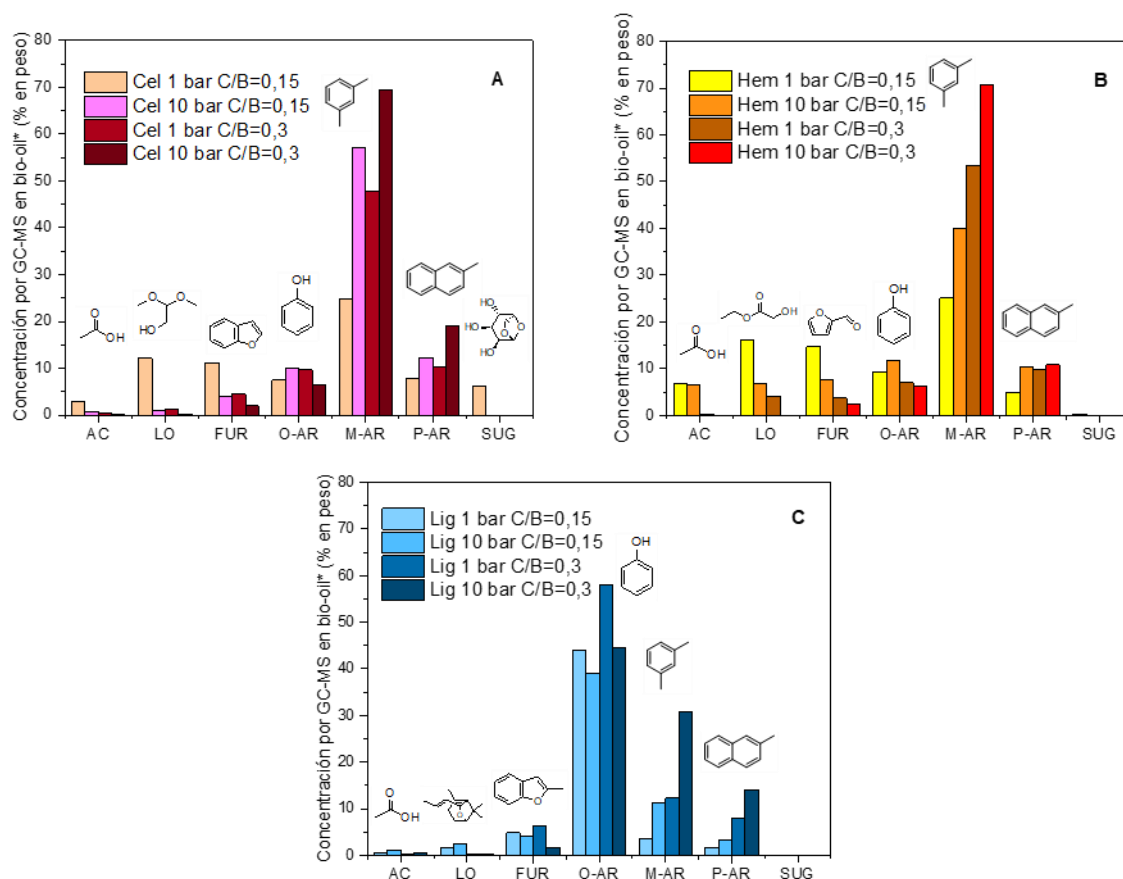 Concentración por GC-MS en bio-oil* (% en peso)
80
70
60
50
40
30
20
10
0
A
Cel 1 bar C/B=0,15
Cel 10 bar C/B=0,15
Cel 1 bar C/B=0,3
Cel 10 bar C/B=0,3
O
OH
O O
HO
O
OH
HO
HO
OH
O
O
AC LO FUR O-AR M-AR P-AR SUG
Concentración por GC-MS en bio-oil* (% en peso)
80
70
60
50
40
30
20
10
0
B
Hem 1 bar C/B=0,15
Hem 10 bar C/B=0,15
Hem 1 bar C/B=0,3
Hem 10 bar C/B=0,3
O
OH
O
O
OH
O
O
OH
AC LO FUR O-AR M-AR P-AR SUG
Concentración por GC-MS en bio-oil* (% en peso)
80
70
60
50
40
30
20
10
0
C
Lig 1 bar C/B=0,15
Lig 10 bar C/B=0,15
Lig 1 bar C/B=0,3
Lig 10 bar C/B=0,3
O
OH
O
O
OH
AC LO FUR O-AR M-AR P-AR SUG